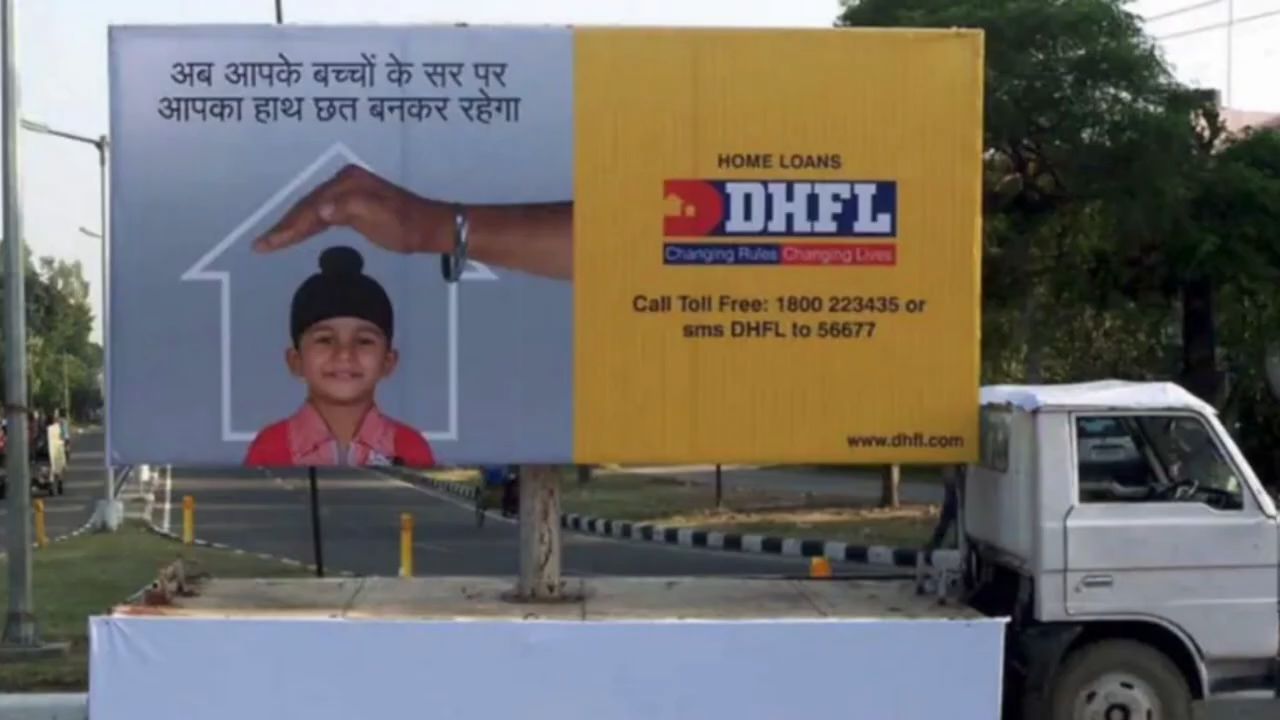 अब आपके बच्चों के सर पर
आपका हाथ छत बनकर रहेगा
HOME LOANS
DHFL
Changing Rules Changing Lives
Call Toll Free: 1800 223435 or
sms DHFL to 56677
www.dhfl.com